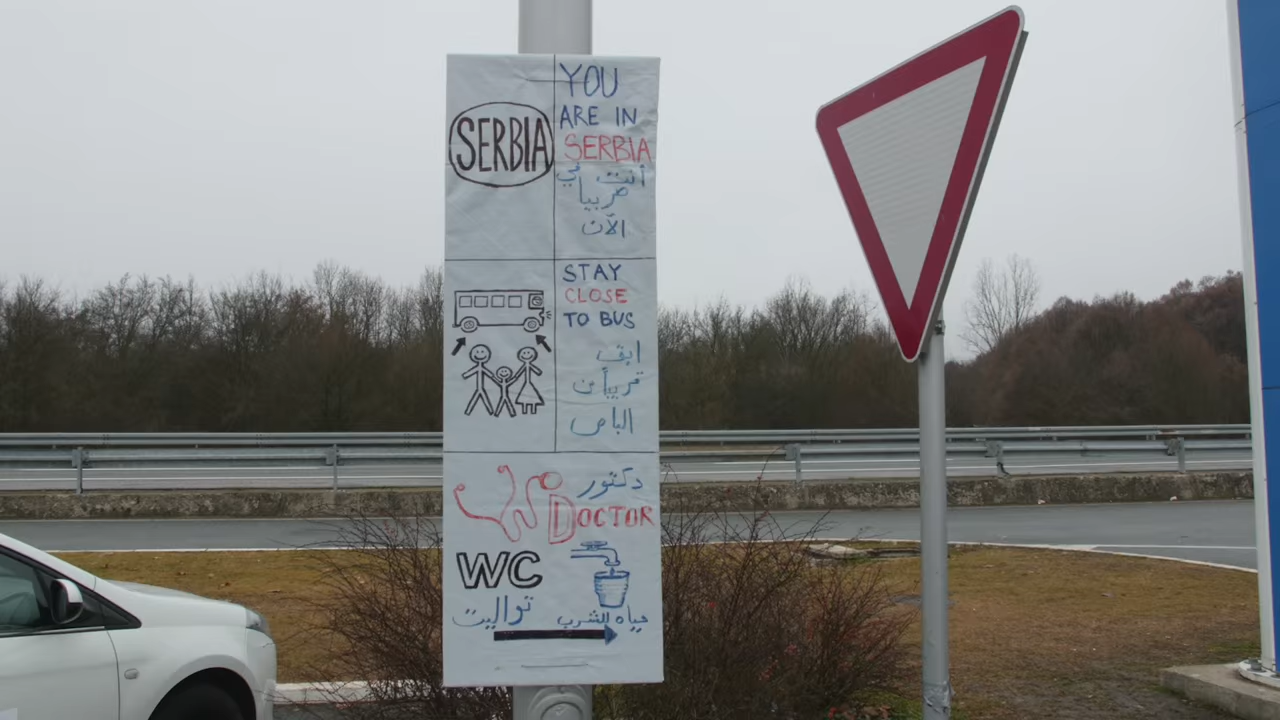 SERBIA
YOU
ARE IN
SERBIA
أنت في
صربيا
الآن
STAY
CLOSE
TO BUS
ابق
قريباً من
الباص
دكتور
DOCTOR
WC
تواليت
مياه للشرب